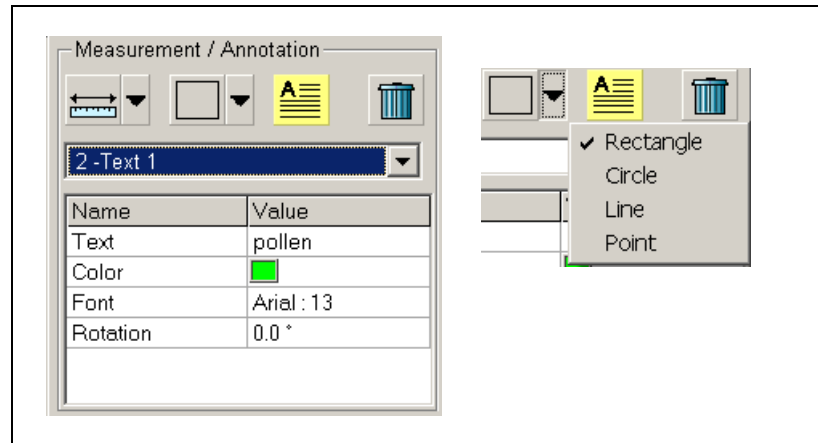 Measurement / Annotation
A
2 -Text 1
Name Value
Text pollen
Color
Font Arial : 13
Rotation 0.0 °
A
Rectangle
Circle
Line
Point